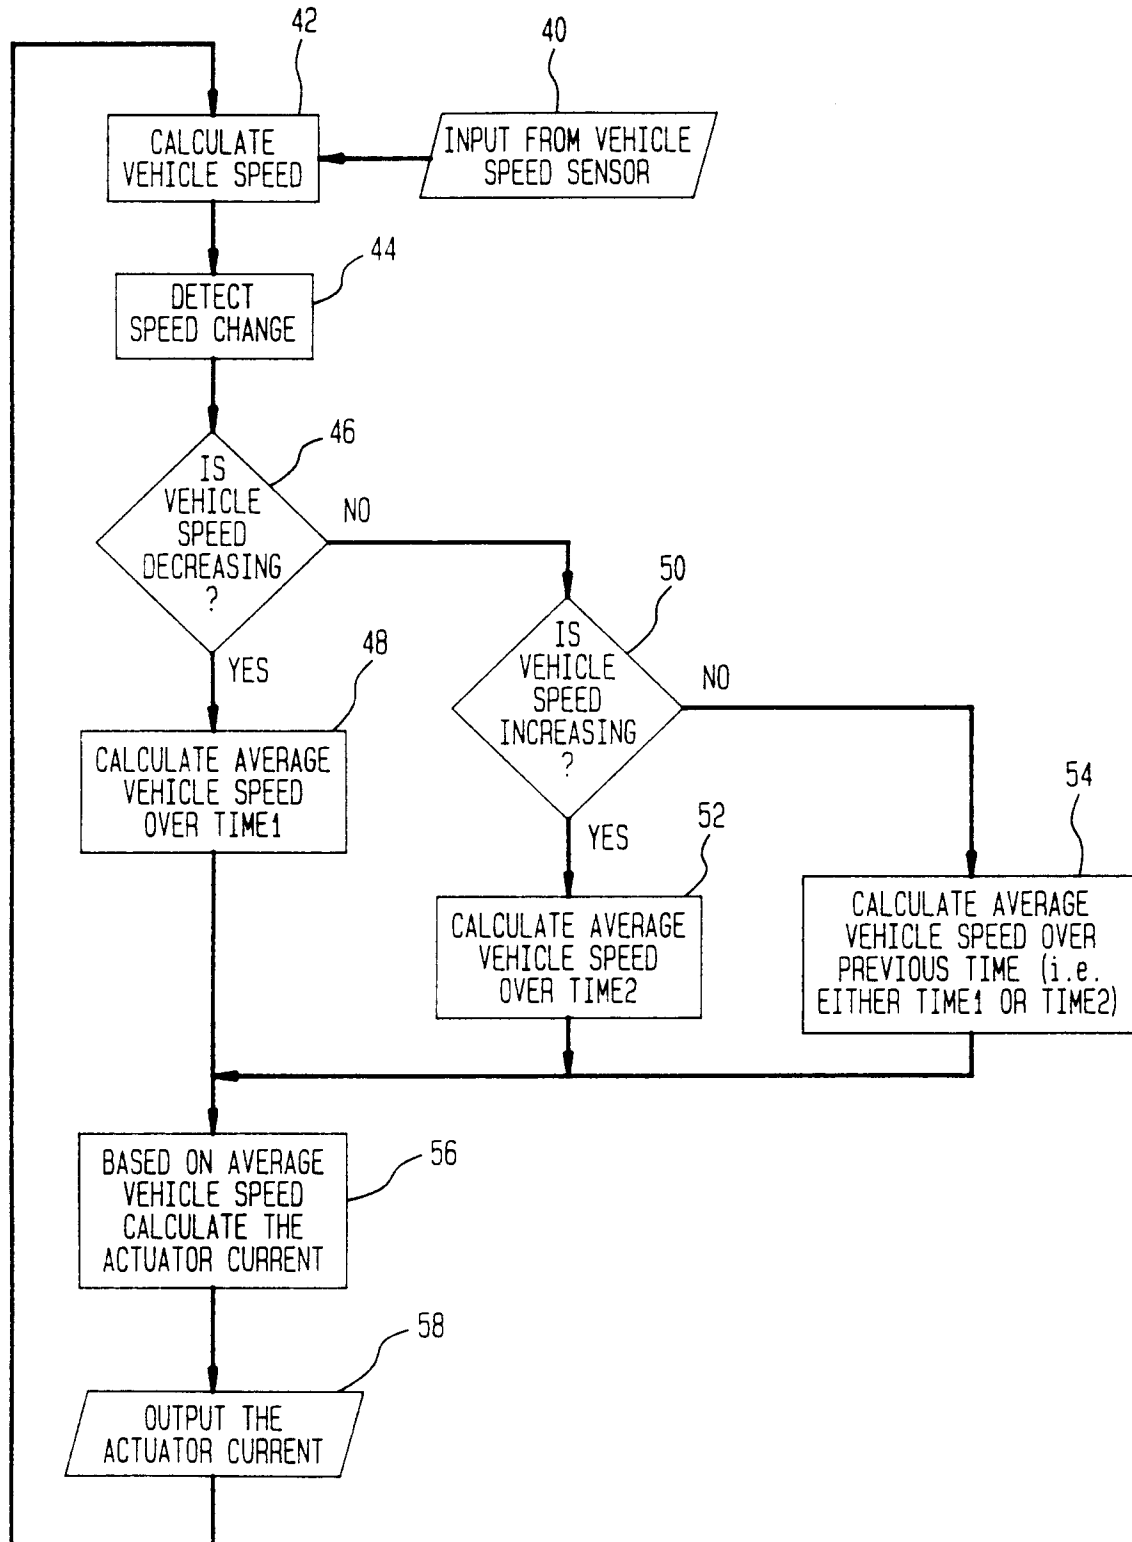 42
40
CALCULATE
VEHICLE SPEED
INPUT FROM VEHICLE
SPEED SENSOR
44
DETECT
SPEED CHANGE
46
IS
VEHICLE
SPEED
DECREASING
?
NO
YES
48
CALCULATE AVERAGE
VEHICLE SPEED
OVER TIME1
50
IS
VEHICLE
SPEED
INCREASING
?
NO
YES
52
CALCULATE AVERAGE
VEHICLE SPEED
OVER TIME2
54
CALCULATE AVERAGE
VEHICLE SPEED OVER
PREVIOUS TIME (i.e.
EITHER TIME1 OR TIME2)
56
BASED ON AVERAGE
VEHICLE SPEED
CALCULATE THE
ACTUATOR CURRENT
58
OUTPUT THE
ACTUATOR CURRENT